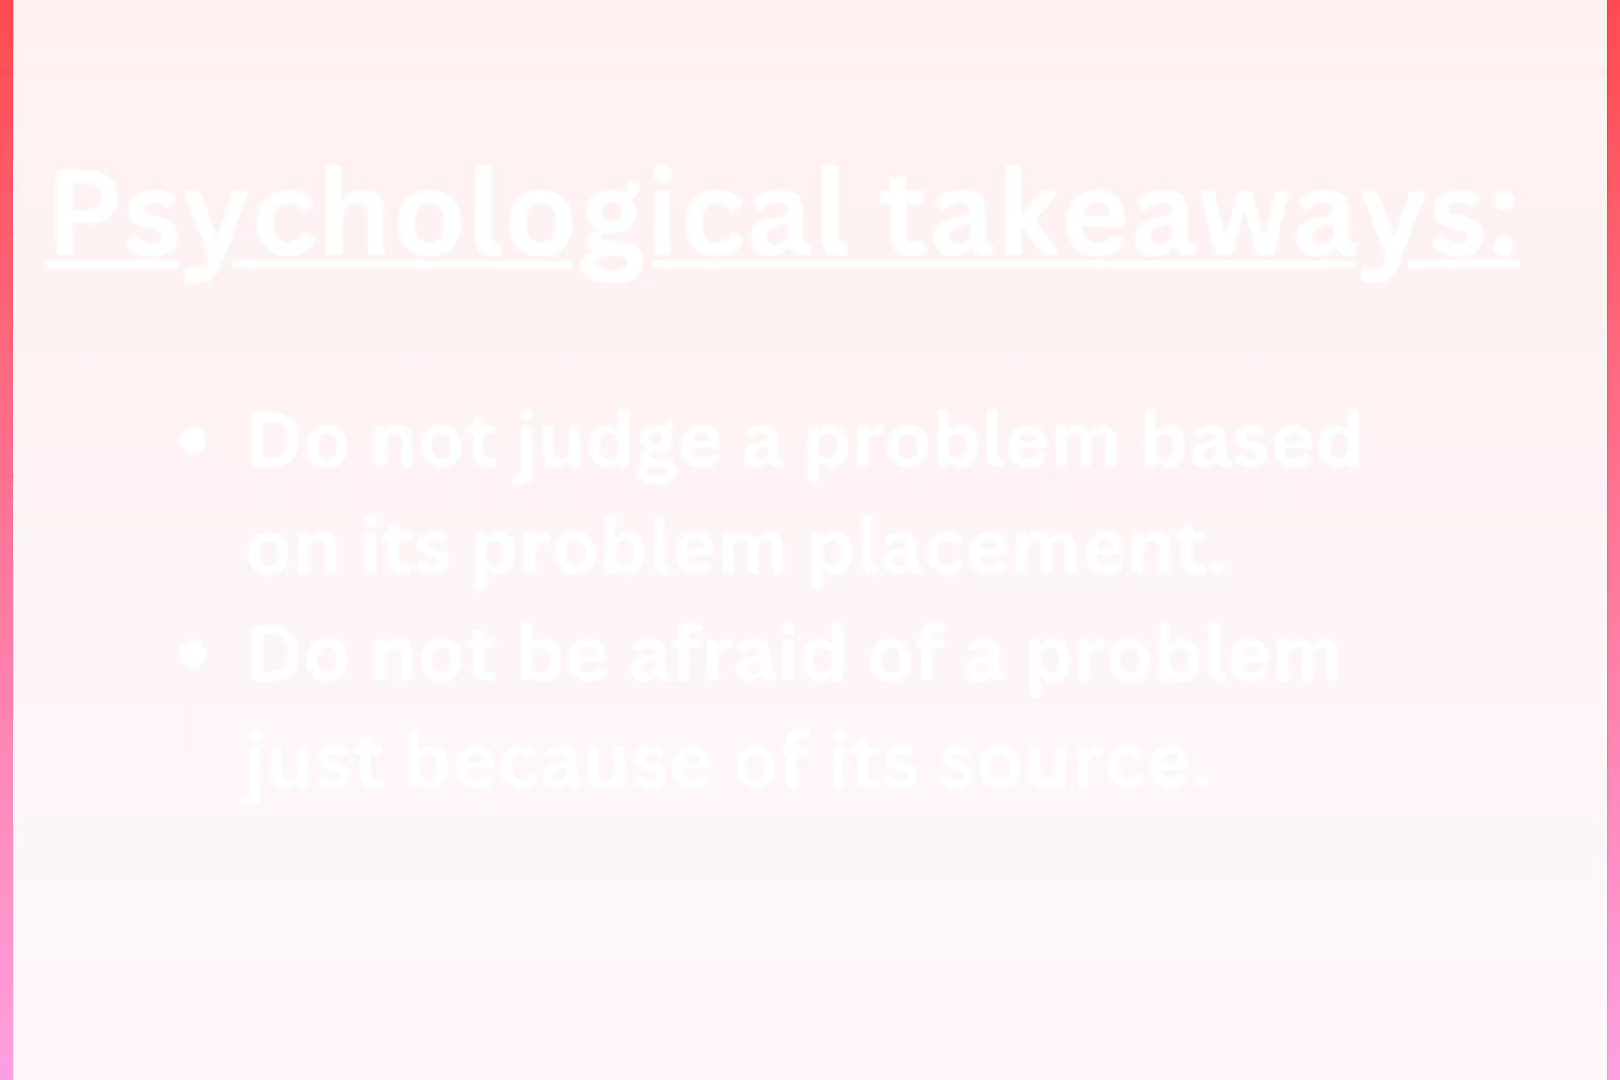 Psychological takeaways:
• Do not judge a problem based
on its problem placement.
• Do not be afraid of a problem
just because of its source.